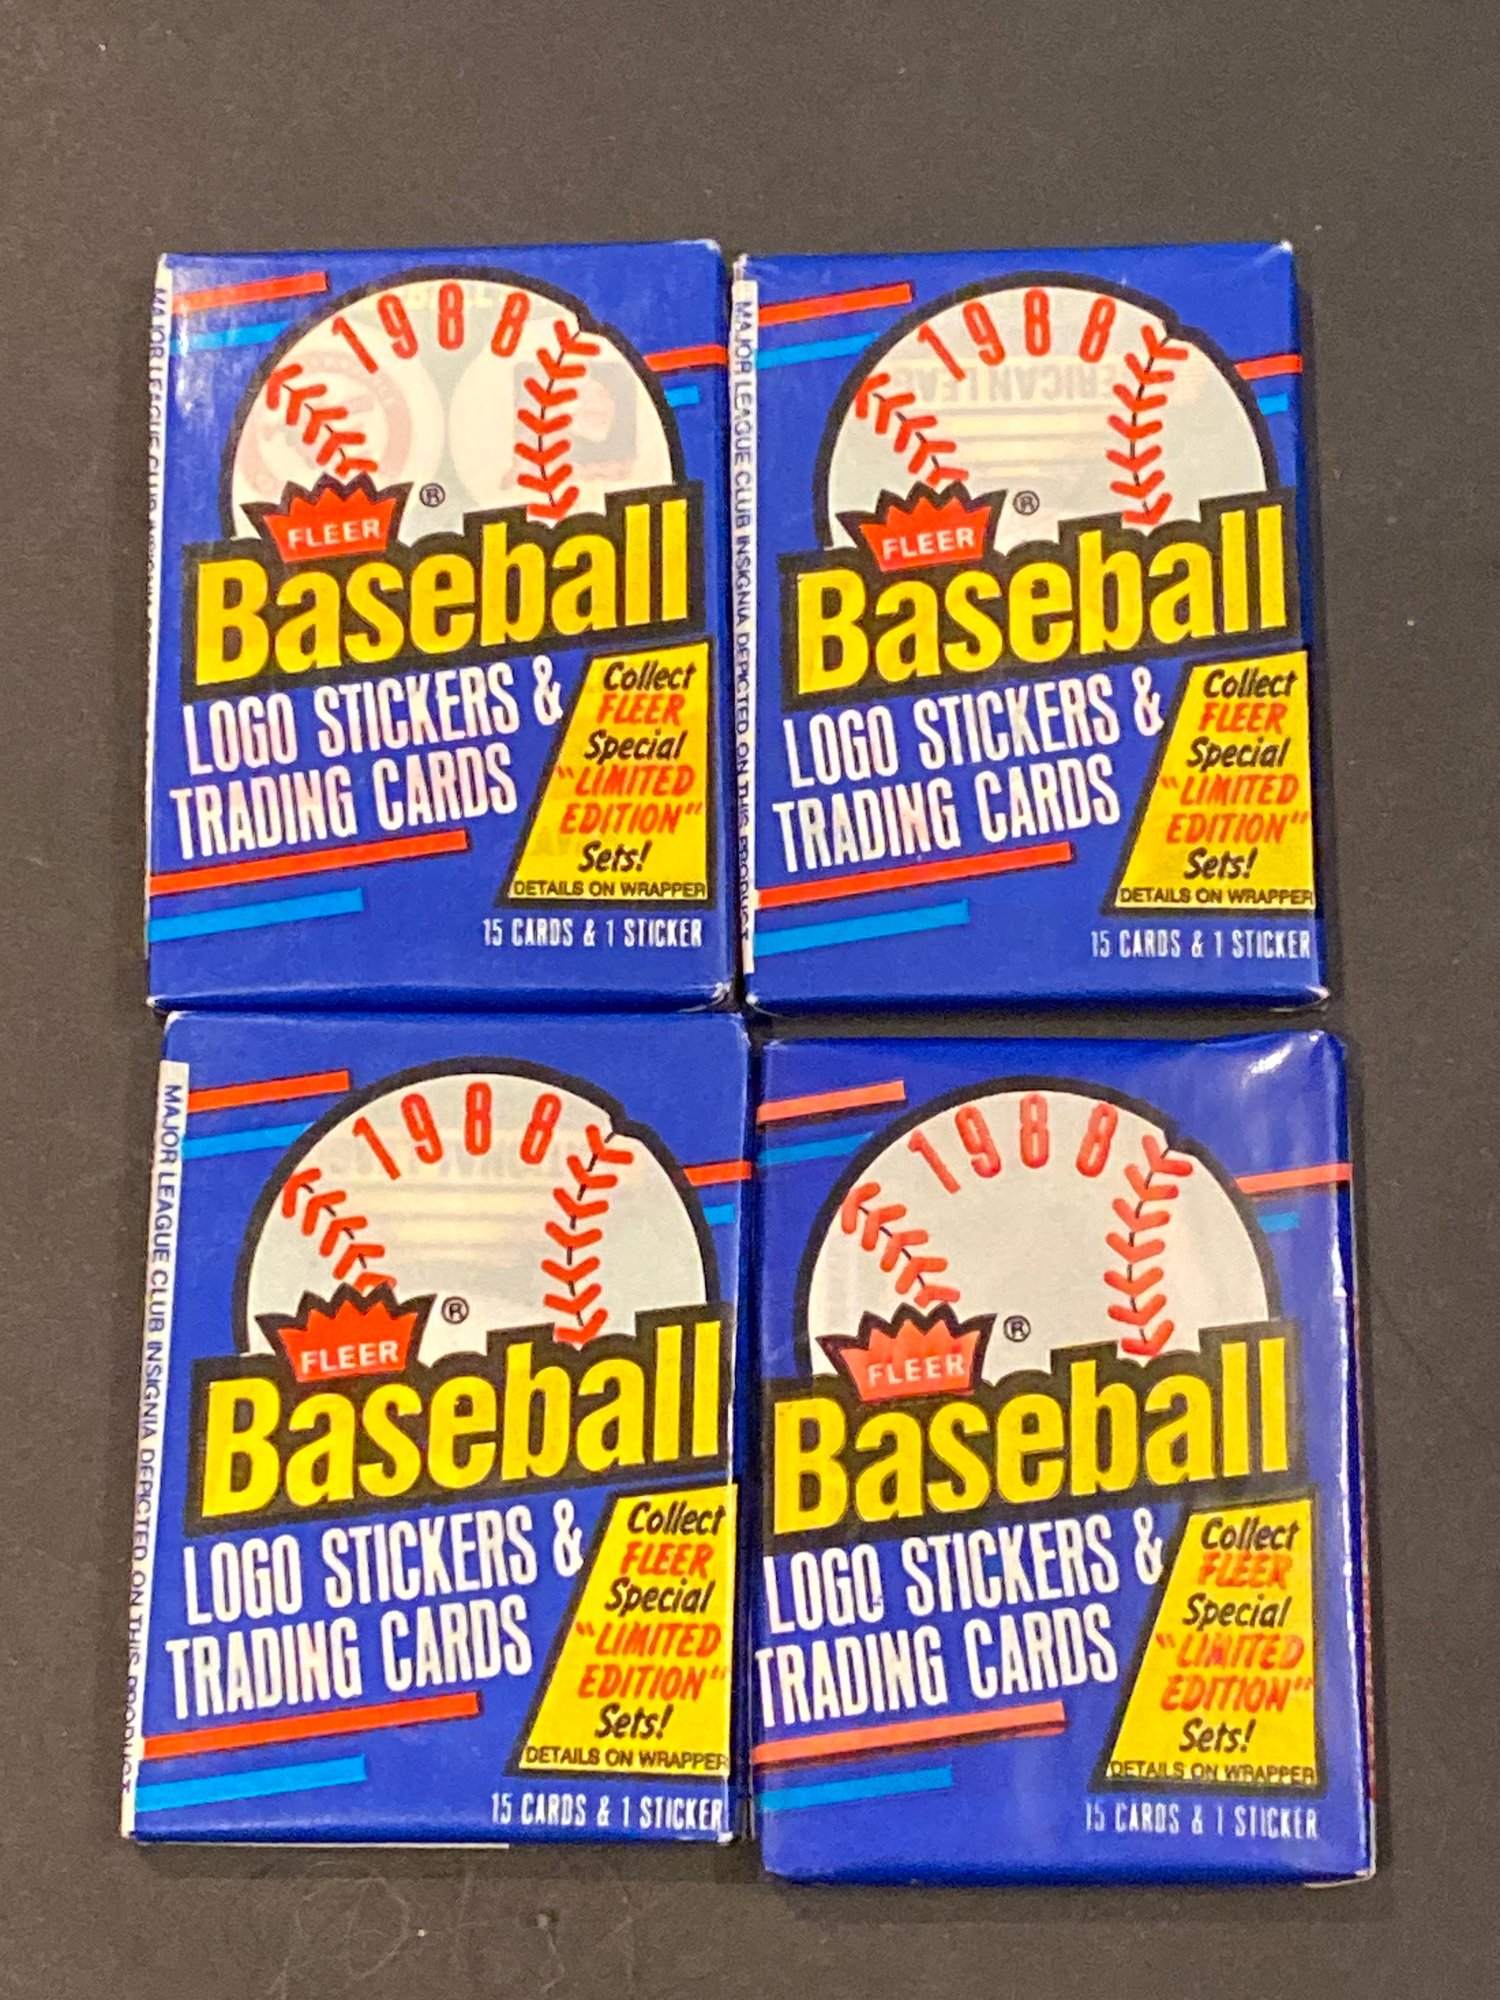 MAJOR LEAGUE CLUB
1988
FLEER®
Baseball
LOGO STICKERS &
TRADING CARDS
Collect
FLEER
Special
"LIMITED
EDITION"
Sets!
DETAILS ON WRAPPER
15 CARDS & 1 STICKER
MAJOR LEAGUE CLUB INSIGNIA DEPICTED ON THIS PRODUCT
1988
FLEER®
Baseball
LOGO STICKERS &
TRADING CARDS
Collect
FLEER
Special
"LIMITED
EDITION"
Sets!
DETAILS ON WRAPPER
15 CARDS & 1 STICKER
MAJOR LEAGUE CLUB INSIGNIA DEPICTED ON THIS PRODUCT
1988
FLEER®
Baseball
LOGO STICKERS &
TRADING CARDS
Collect
FLEER
Special
"LIMITED
EDITION"
Sets!
DETAILS ON WRAPPER
15 CARDS & 1 STICKER
1988
FLEER®
Baseball
LOGO STICKERS &
TRADING CARDS
Collect
FLEER
Special
"LIMITED
EDITION"
Sets!
DETAILS ON WRAPPER
15 CARDS & 1 STICKER